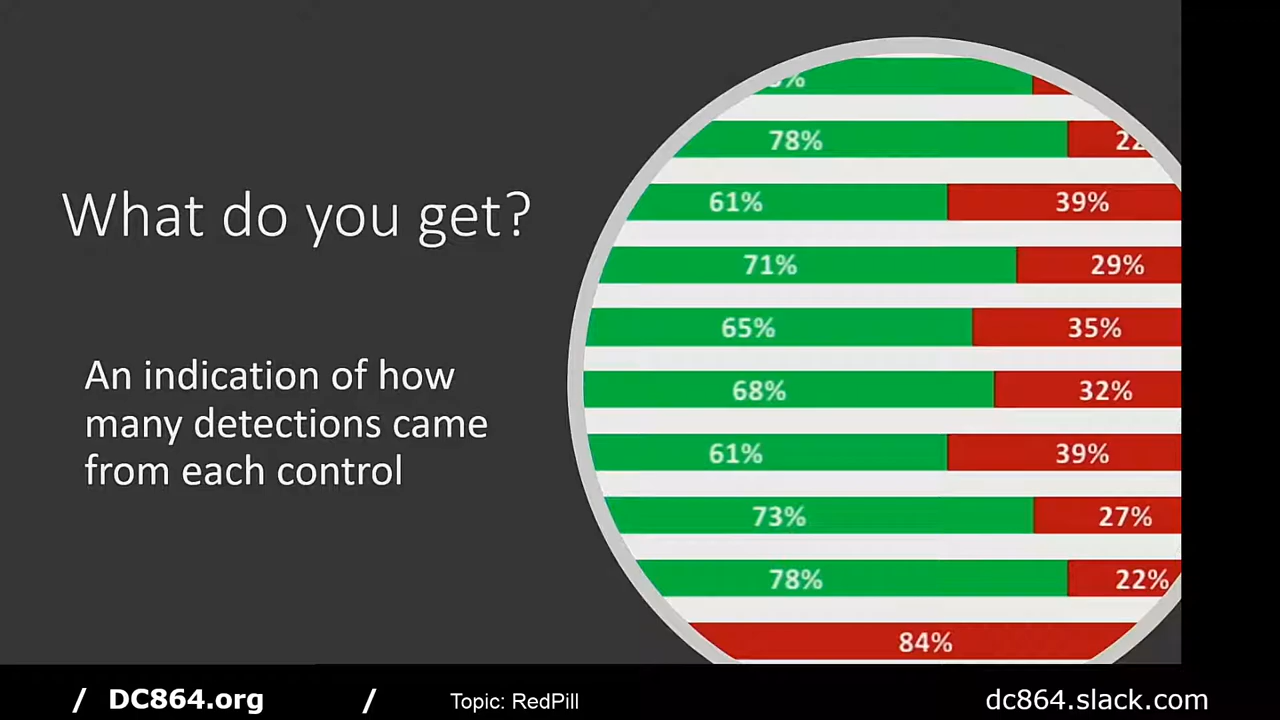 What do you get?
An indication of how
many detections came
from each control
78%
61% 39%
71% 29%
65% 35%
68% 32%
61% 39%
73% 27%
78% 22%
84%
/ DC864.org / Topic: RedPill dc864.slack.com